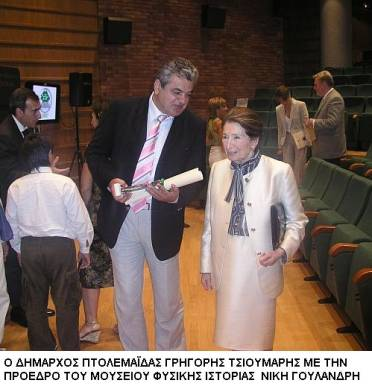 Ο ΔΗΜΑΡΧΟΣ ΠΤΟΛΕΜΑΪΔΑΣ ΓΡΗΓΟΡΗΣ ΤΣΙΟΥΜΑΡΗΣ ΜΕ ΤΗΝ
ΠΡΟΕΔΡΟ ΤΟΥ ΜΟΥΣΕΙΟΥ ΦΥΣΙΚΗΣ ΙΣΤΟΡΙΑΣ ΝΙΚΗ ΓΟΥΛΑΝΔΡΗ